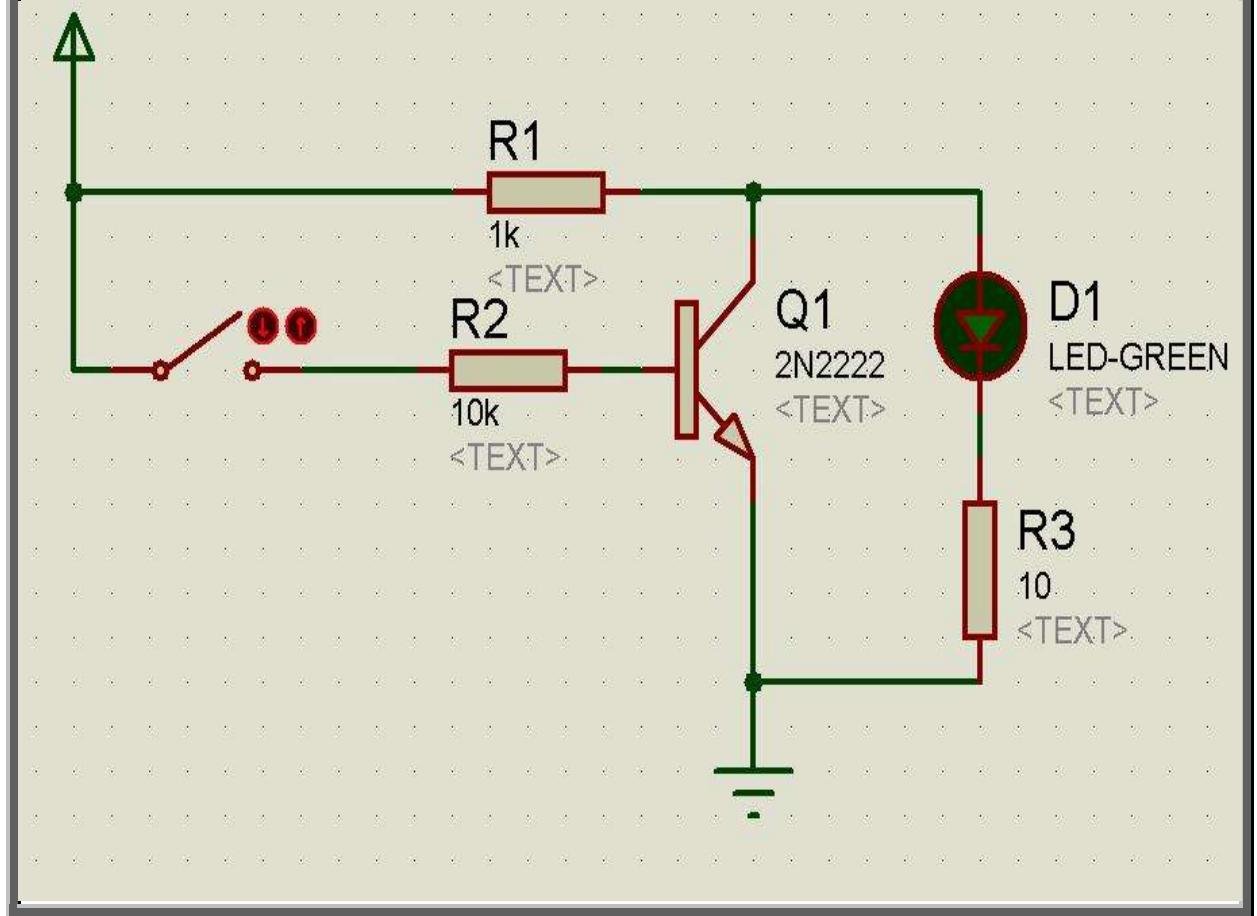 R1
1k
<TEXT>
R2
10k
<TEXT>
Q1
2N2222
<TEXT>
D1
LED-GREEN
<TEXT>
R3
10
<TEXT>